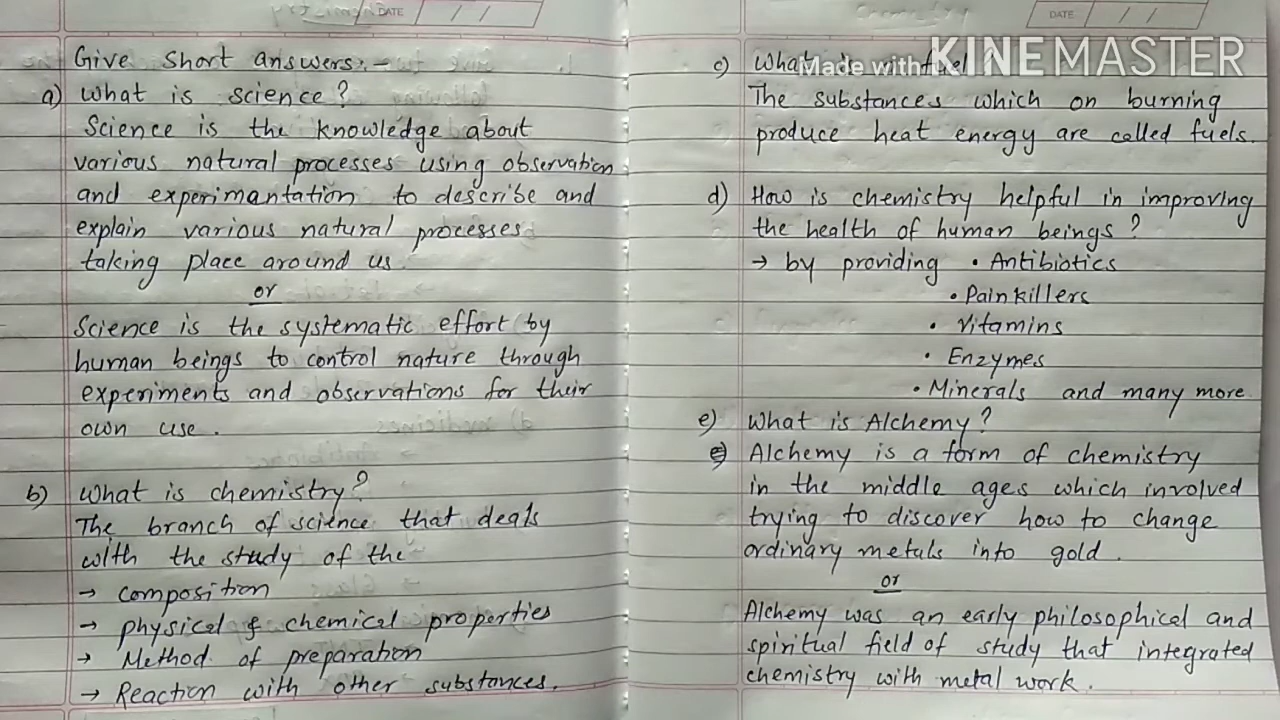 DATE / /
Give short answers:-
a) What is science?
Science is the knowledge about
various natural processes using observation
and experimantation to describe and
explain various natural processes
taking place around us.
or
Science is the systematic effort by
human beings to control nature through
experiments and observations for their
own use.
b) What is chemistry?
The branch of science that deals
with the study of the
→ composition
→ physical & chemical properties
→ Method of preparation
→ Reaction with other substances.
DATE / /
Made with KINEMASTER
c) What is fuel?
The substances which on burning
produce heat energy are called fuels.
d) How is chemistry helpful in improving
the health of human beings?
→ by providing • Antibiotics
• Painkillers
• Vitamins
• Enzymes
• Minerals and many more
e) What is Alchemy?
Alchemy is a form of chemistry
in the middle ages which involved
trying to discover how to change
ordinary metals into gold.
or
Alchemy was an early philosophical and
spiritual field of study that integrated
chemistry with metal work.